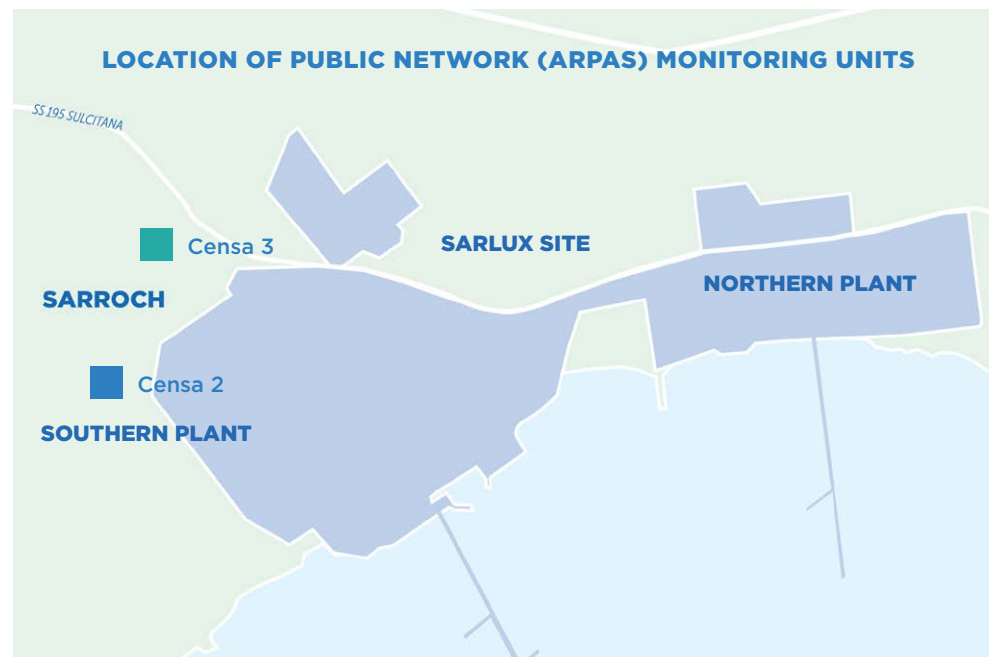 LOCATION OF PUBLIC NETWORK (ARPAS) MONITORING UNITS
SS 195 SULCITANA
Censa 3
SARLUX SITE
SARROCH
NORTHERN PLANT
Censa 2
SOUTHERN PLANT